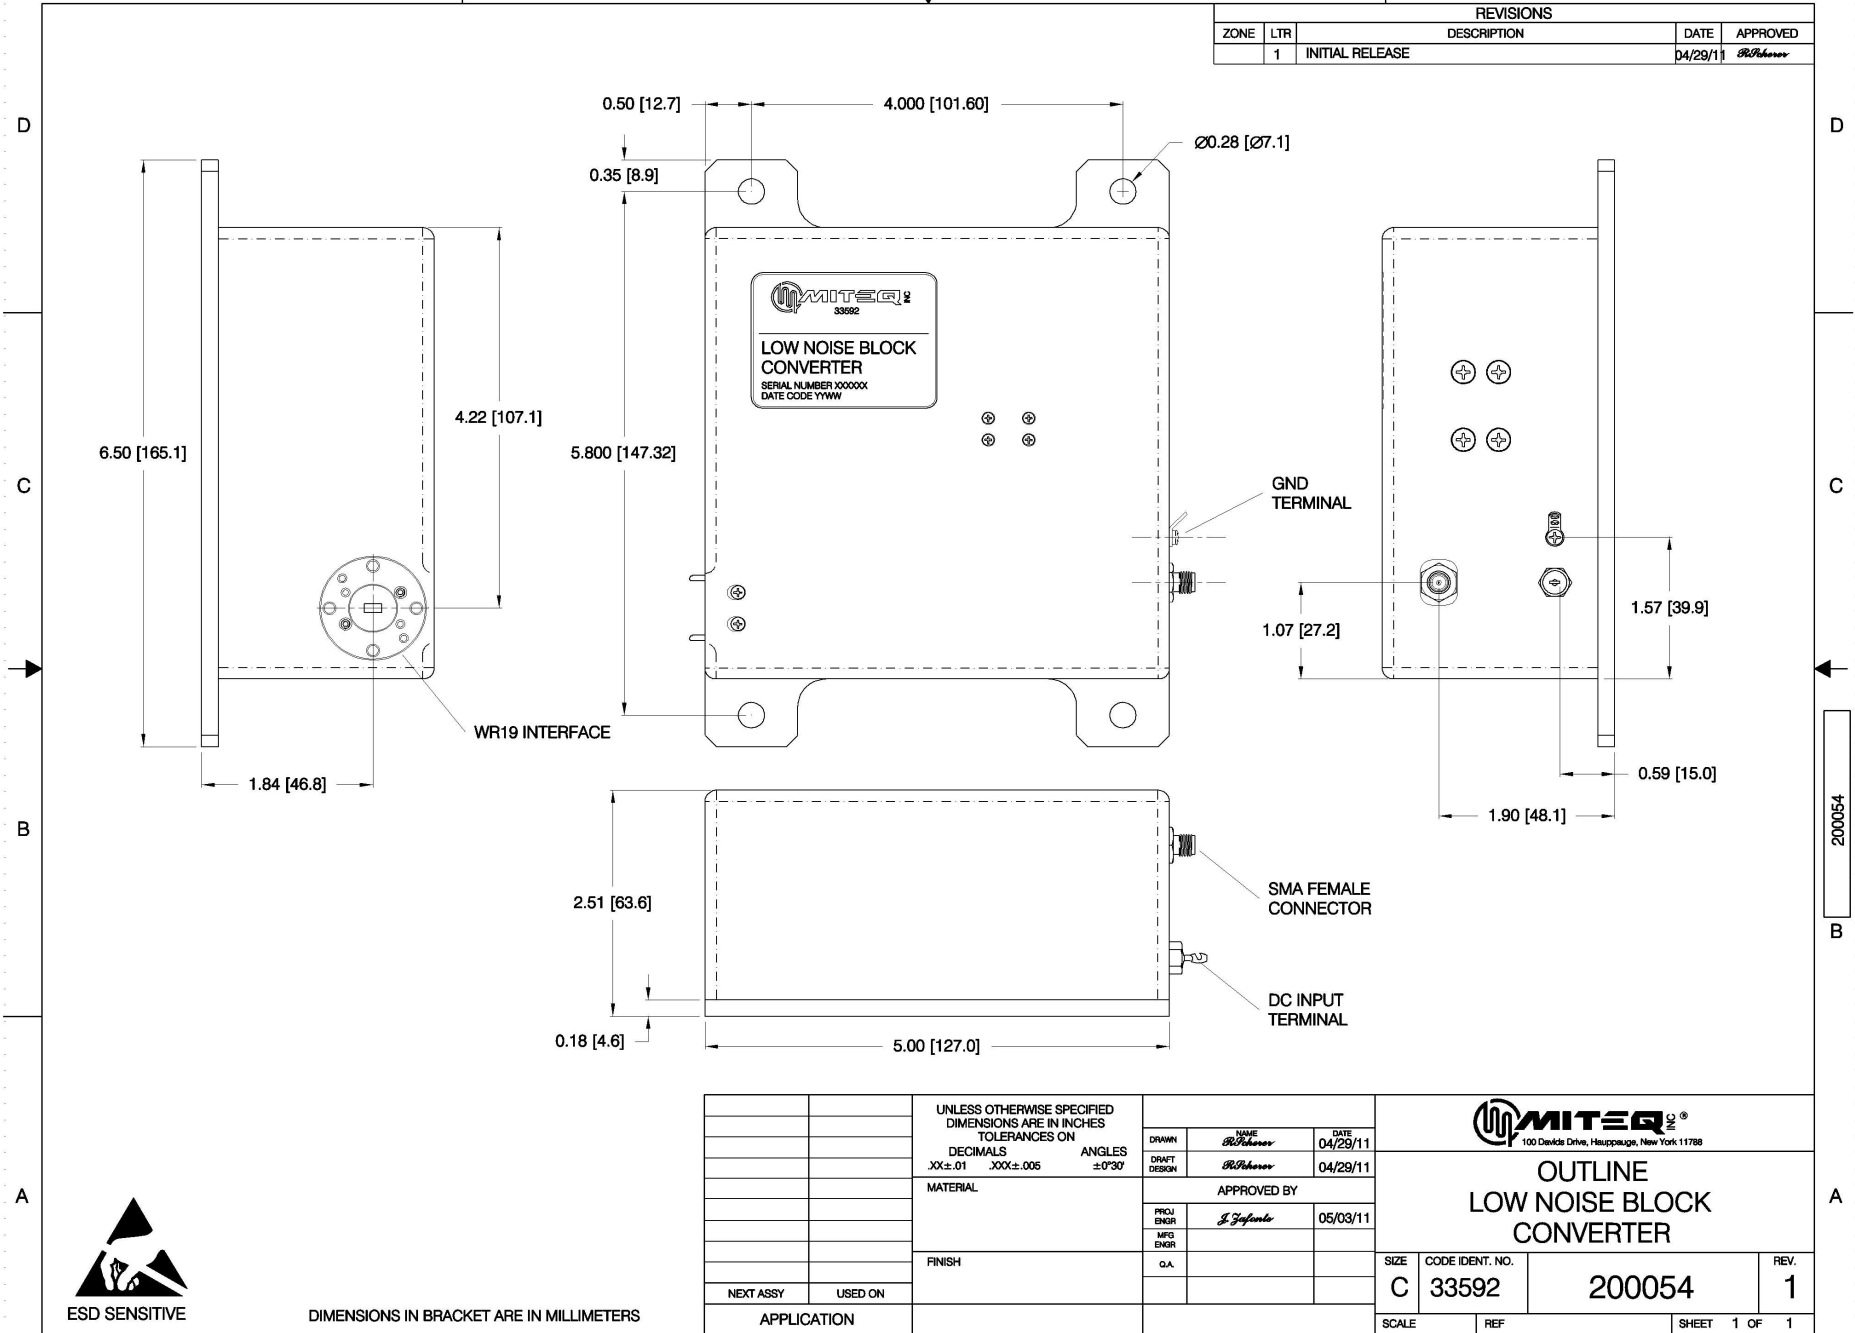 REVISIONS
ZONE LTR DESCRIPTION DATE APPROVED
1 INITIAL RELEASE 04/29/11 R.Scherer
D
D
0.50 [12.7]
4.000 [101.60]
Ø0.28 [Ø7.1]
0.35 [8.9]
MITEQ INC
33592
LOW NOISE BLOCK
CONVERTER
SERIAL NUMBER XXXXXX
DATE CODE YYWW
4.22 [107.1]
6.50 [165.1]
5.800 [147.32]
C
C
GND
TERMINAL
1.57 [39.9]
1.07 [27.2]
WR19 INTERFACE
1.84 [46.8]
0.59 [15.0]
1.90 [48.1]
200054
B
B
2.51 [63.6]
SMA FEMALE
CONNECTOR
DC INPUT
TERMINAL
0.18 [4.6]
5.00 [127.0]
A
A
ESD SENSITIVE
DIMENSIONS IN BRACKET ARE IN MILLIMETERS
NEXT ASSY USED ON
APPLICATION
UNLESS OTHERWISE SPECIFIED
DIMENSIONS ARE IN INCHES
TOLERANCES ON
DECIMALS ANGLES
.XX±.01 .XXX±.005 ±0°30'
MATERIAL
FINISH
NAME DATE
DRAWN R.Scherer 04/29/11
DRAFT
DESIGN R.Scherer 04/29/11
APPROVED BY
PROJ
ENGR J. Zafonte 05/03/11
MFG
ENGR
Q.A.
MITEQ INC ®
100 Davids Drive, Hauppauge, New York 11788
OUTLINE
LOW NOISE BLOCK
CONVERTER
SIZE CODE IDENT. NO. REV.
C 33592 200054 1
SCALE REF SHEET 1 OF 1